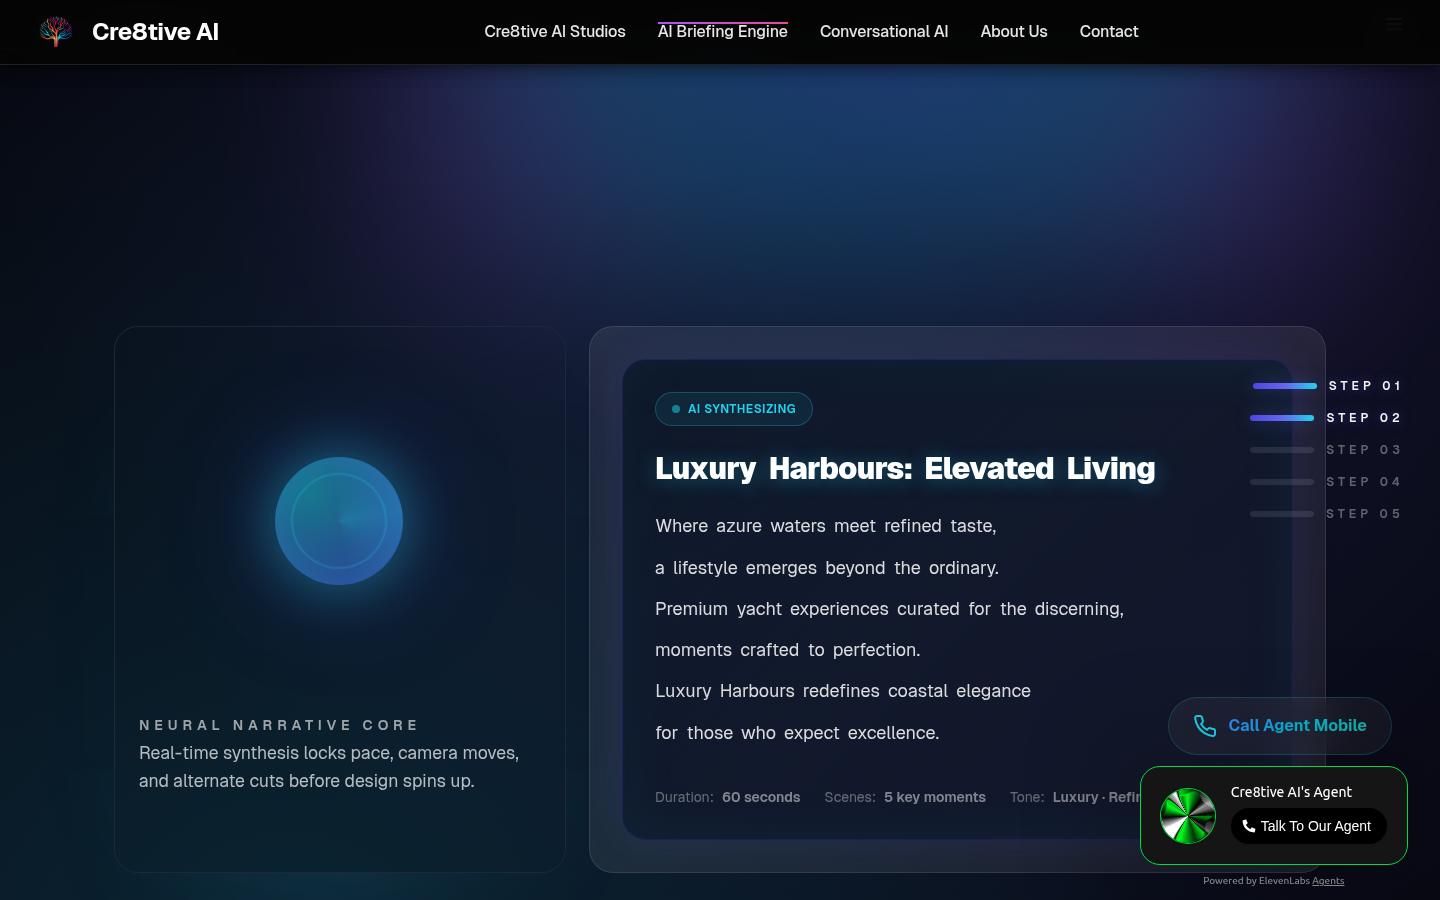 Cre8tive AI
Cre8tive AI Studios
AI Briefing Engine
Conversational AI
About Us
Contact
NEURAL NARRATIVE CORE
Real-time synthesis locks pace, camera moves,
and alternate cuts before design spins up.
AI SYNTHESIZING
Luxury Harbours: Elevated Living
Where azure waters meet refined taste,
a lifestyle emerges beyond the ordinary.
Premium yacht experiences curated for the discerning,
moments crafted to perfection.
Luxury Harbours redefines coastal elegance
for those who expect excellence.
Duration: 60 seconds
Scenes: 5 key moments
Tone: Luxury ·
STEP 01
STEP 02
STEP 03
STEP 04
STEP 05
Call Agent Mobile
Cre8tive AI's Agent
Talk To Our Agent
Powered by ElevenLabs Agents